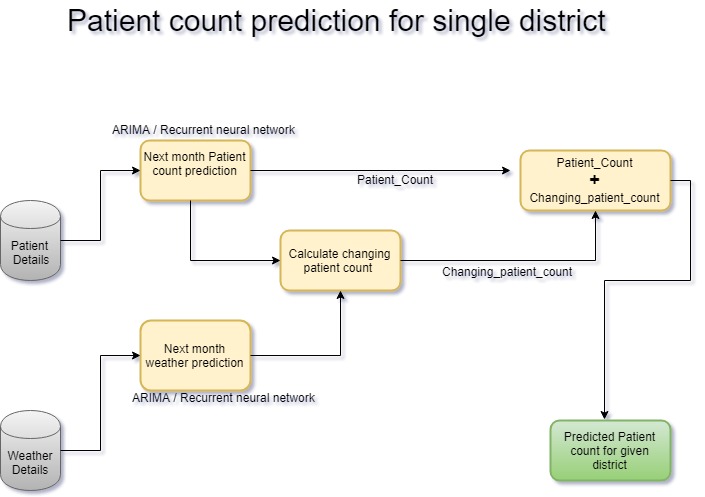 Patient count prediction for single district
ARIMA / Recurrent neural network
Next month Patient
count prediction
Patient_Count
Patient_Count
+
Changing_patient_count
Patient
Details
Calculate changing
patient count
Changing_patient_count
Next month
weather prediction
ARIMA / Recurrent neural network
Weather
Details
Predicted Patient
count for given
district